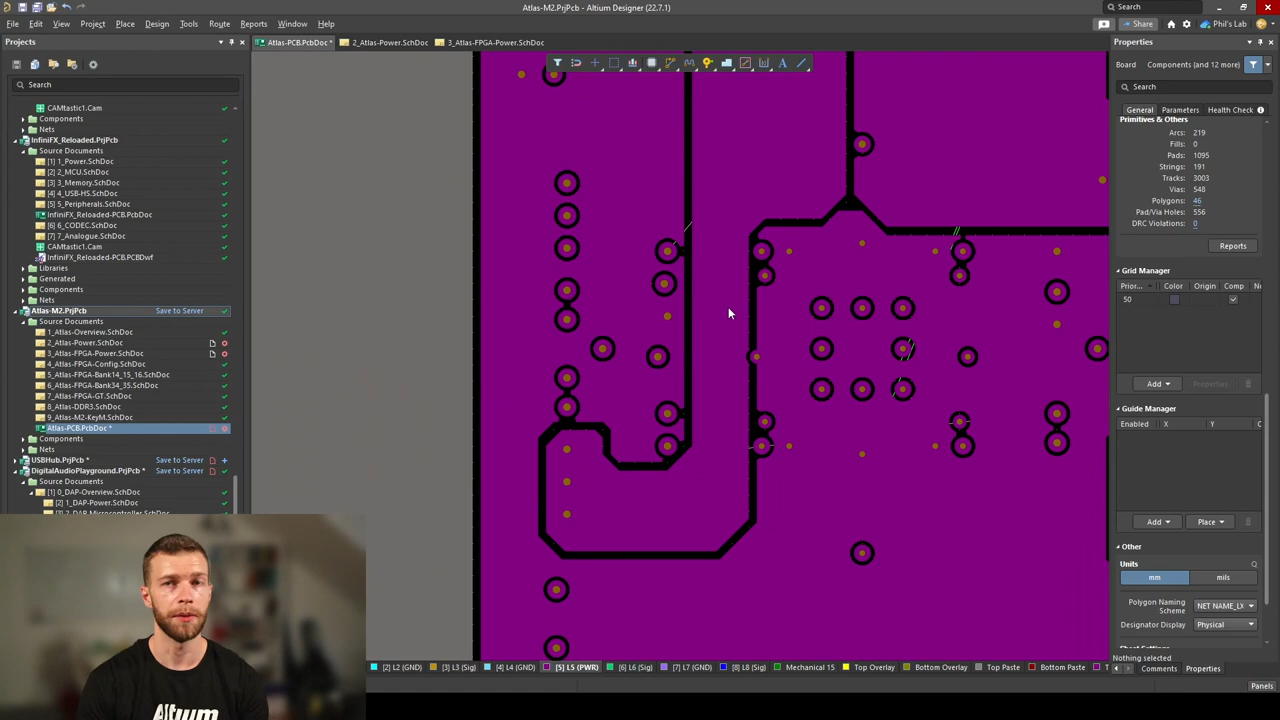 Atlas-M2.PrjPcb - Altium Designer (22.7.1)
Search
File Edit View Project Place Design Tools Route Reports Window Help
Share
Phil's Lab
Projects
Atlas-PCB.PcbDoc *
2_Atlas-Power.SchDoc
3_Atlas-FPGA-Power.SchDoc
Properties
Board Components (and 12 more)
Search
Search
General Parameters Health Check
CAMtastic1.Cam
Components
Nets
InfiniFX_Reloaded.PrjPcb
Source Documents
[1] 1_Power.SchDoc
[2] 2_MCU.SchDoc
[3] 3_Memory.SchDoc
[4] 4_USB-HS.SchDoc
[5] 5_Peripherals.SchDoc
InfiniFX_Reloaded-PCB.PcbDoc
[6] 6_CODEC.SchDoc
[7] 7_Analogue.SchDoc
CAMtastic1.Cam
InfiniFX_Reloaded-PCB.PCBDwf
Libraries
Generated
Components
Nets
Atlas-M2.PrjPcb Save to Server
Source Documents
1_Atlas-Overview.SchDoc
2_Atlas-Power.SchDoc
3_Atlas-FPGA-Power.SchDoc
4_Atlas-FPGA-Config.SchDoc
5_Atlas-FPGA-Bank14_15_16.SchDoc
6_Atlas-FPGA-Bank34_35.SchDoc
7_Atlas-FPGA-GT.SchDoc
8_Atlas-DDR3.SchDoc
9_Atlas-M2-KeyM.SchDoc
Atlas-PCB.PcbDoc *
Components
Nets
USBHub.PrjPcb * Save to Server
DigitalAudioPlayground.PrjPcb * Save to Server
Source Documents
[1] 0_DAP-Overview.SchDoc
[2] 1_DAP-Power.SchDoc
[3] 2_DAP-Microcontroller.SchDoc
Primitives & Others
Arcs: 219
Fills: 0
Pads: 1095
Strings: 191
Tracks: 3003
Vias: 548
Polygons: 46
Pad/Via Holes: 556
DRC Violations: 0
Reports
Grid Manager
Prior... Color Origin Comp
50
Add Properties
Guide Manager
Enabled X Y
Add Place
Other
Units
mm mils
Polygon Naming Scheme NET NAME_LX
Designator Display Physical
Nothing selected
Altium
[2] L2 (GND) [3] L3 (Sig) [4] L4 (GND) [5] L5 (PWR) [6] L6 (Sig) [7] L7 (GND) [8] L8 (Sig) Mechanical 15 Top Overlay Bottom Overlay Top Paste Bottom Paste
Comments Properties
Panels